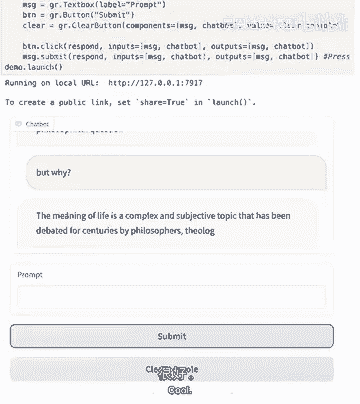 msg = gr.Textbox(label="Prompt")
btn = gr.Button("Submit")
clear = gr.ClearButton(components=[msg, chatbot], value="Clear console")
btn.click(respond, inputs=[msg, chatbot], outputs=[msg, chatbot])
msg.submit(respond, inputs=[msg, chatbot], outputs=[msg, chatbot]) #Press
demo.launch()
Running on local URL: http://127.0.0.1:7917
To create a public link, set `share=True` in `launch()`.
Chatbot
but why?
The meaning of life is a complex and subjective topic that has been
debated for centuries by philosophers, theolog
Prompt
Submit
Cool.